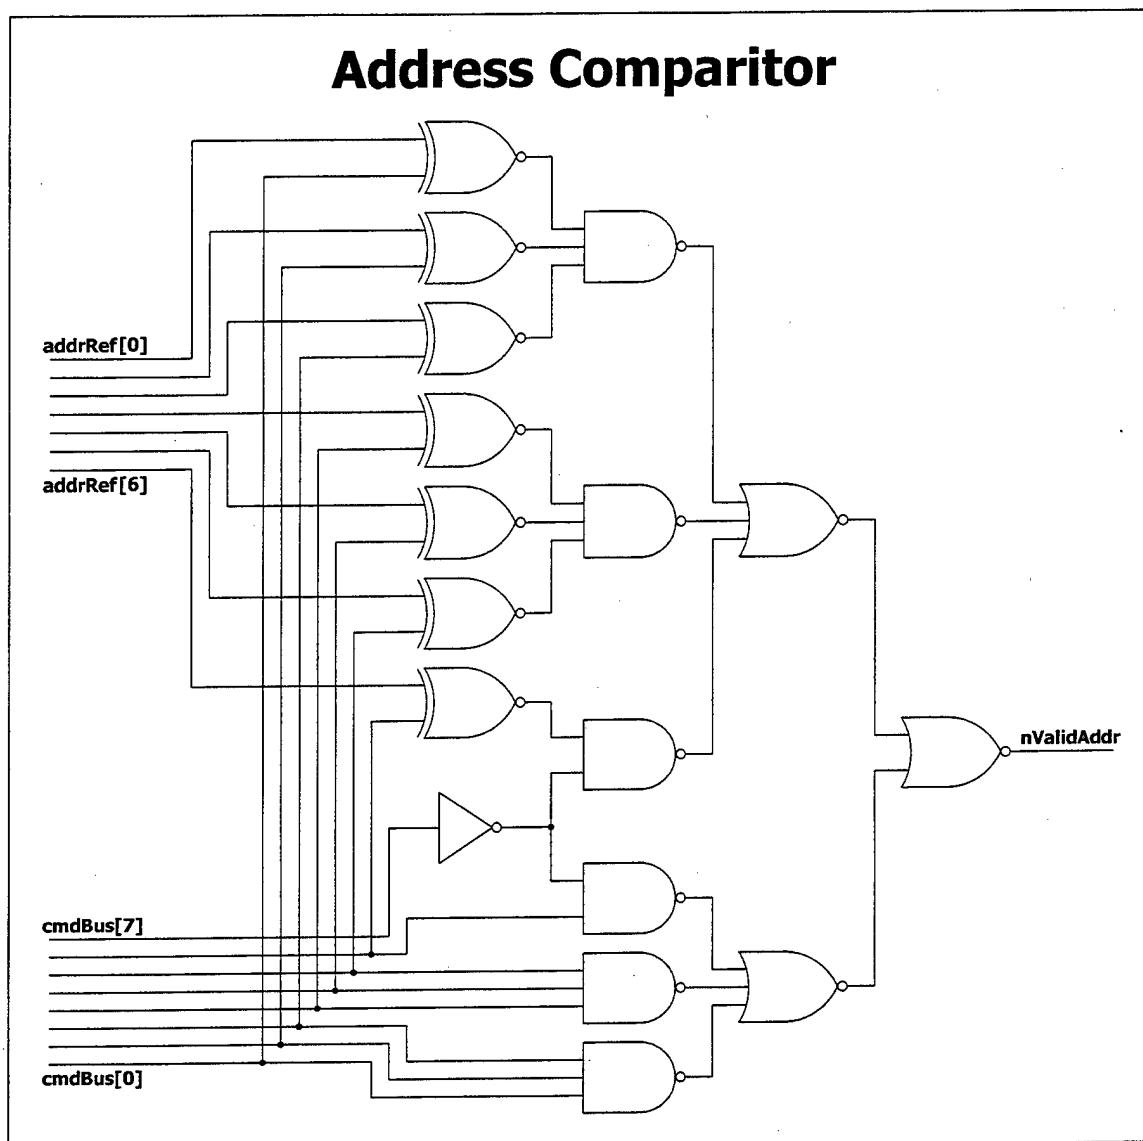 Address Comparitor
addrRef[0]
addrRef[6]
nValidAddr
cmdBus[7]
cmdBus[0]